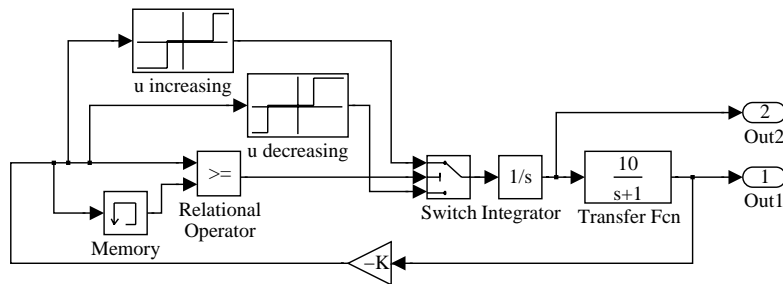 u increasing
u decreasing
2
Out2
>=
1/s
10
s+1
1
Out1
Relational
Operator
Switch
Integrator
Transfer Fcn
Memory
−K